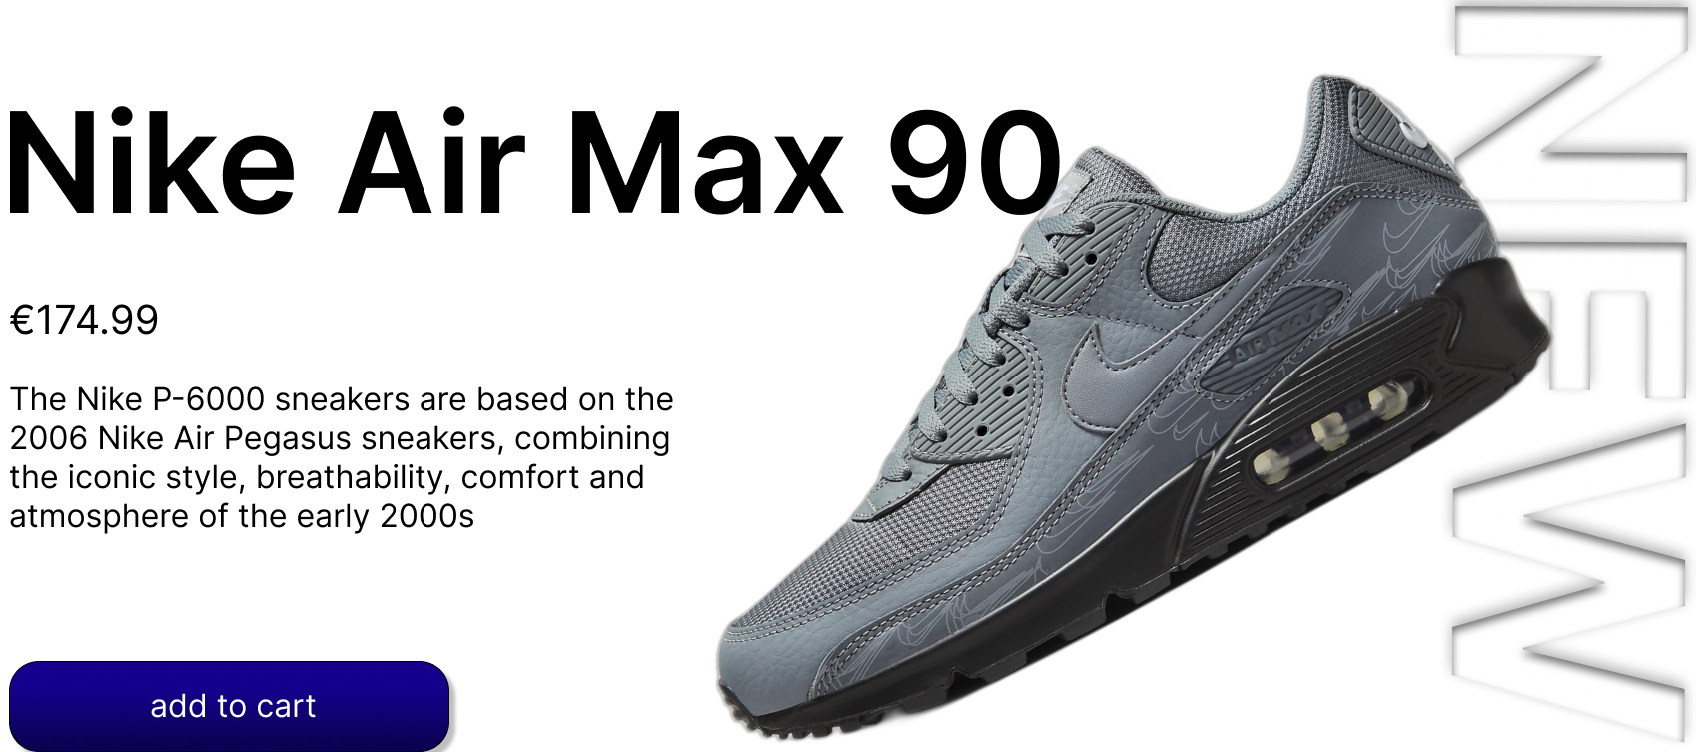 Nike Air Max 90
€174.99
The Nike P-6000 sneakers are based on the
2006 Nike Air Pegasus sneakers, combining
the iconic style, breathability, comfort and
atmosphere of the early 2000s
add to cart
AIR MAX
NEW